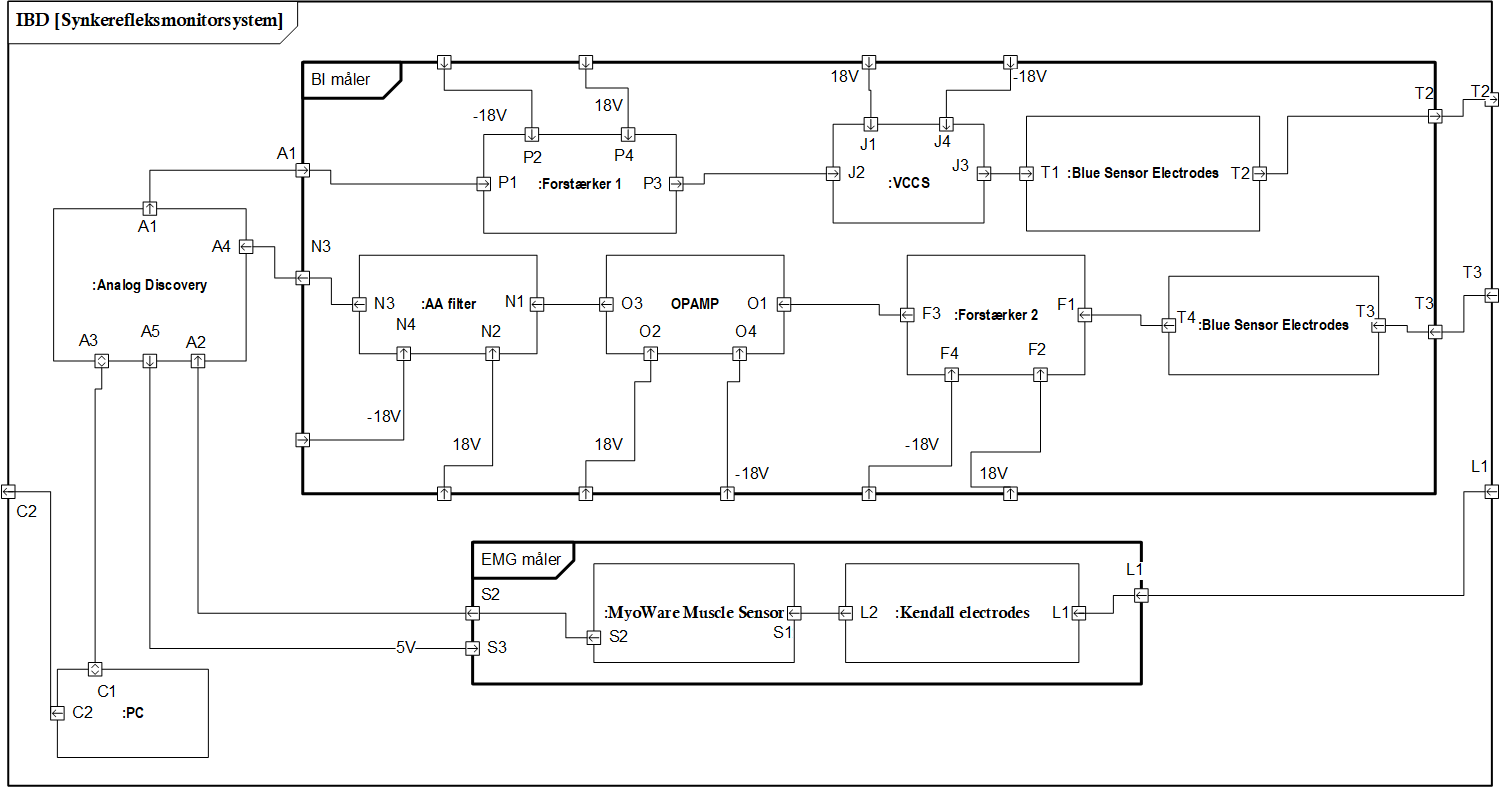 IBD [Synkerefleksmonitorsystem]
BI måler
18V
-18V
T2
T2
-18V
18V
A1
P2
P4
J1
J4
P1
:Forstærker 1
P3
J2
:VCCS
J3
T1
:Blue Sensor Electrodes
T2
A1
A4
N3
T3
:Analog Discovery
N3
:AA filter
N1
O3
OPAMP
O1
F3
:Forstærker 2
F1
T4
:Blue Sensor Electrodes
T3
T3
N4
N2
O2
O4
F4
F2
A3
A5
A2
-18V
18V
18V
-18V
-18V
18V
L1
C2
EMG måler
L1
S2
:MyoWare Muscle Sensor
S1
S2
L2
:Kendall electrodes
L1
5V
S3
C1
C2
:PC